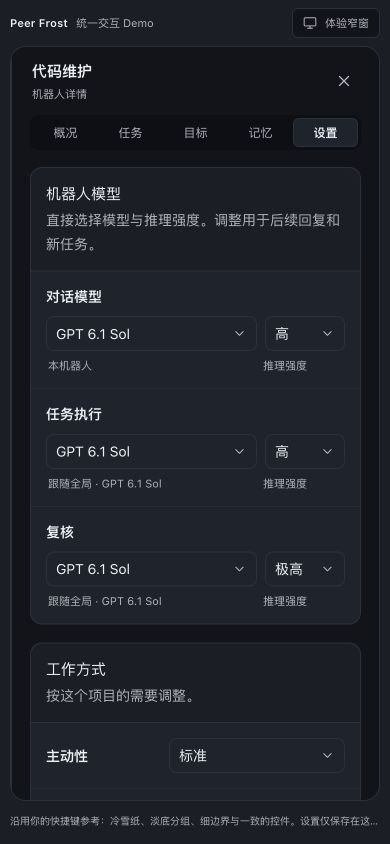 Peer Frost 统一交互 Demo
体验窄窗
代码维护
机器人详情
概况
任务
目标
记忆
设置
机器人模型
直接选择模型与推理强度。调整用于后续回复和
新任务。
对话模型
GPT 6.1 Sol
高
本机器人
推理强度
任务执行
GPT 6.1 Sol
高
跟随全局 · GPT 6.1 Sol
推理强度
复核
GPT 6.1 Sol
极高
跟随全局 · GPT 6.1 Sol
推理强度
工作方式
按这个项目的需要调整。
主动性
标准
沿用你的快捷键参考：冷雪纸、淡底分组、细边界与一致的控件。设置仅保存在这...